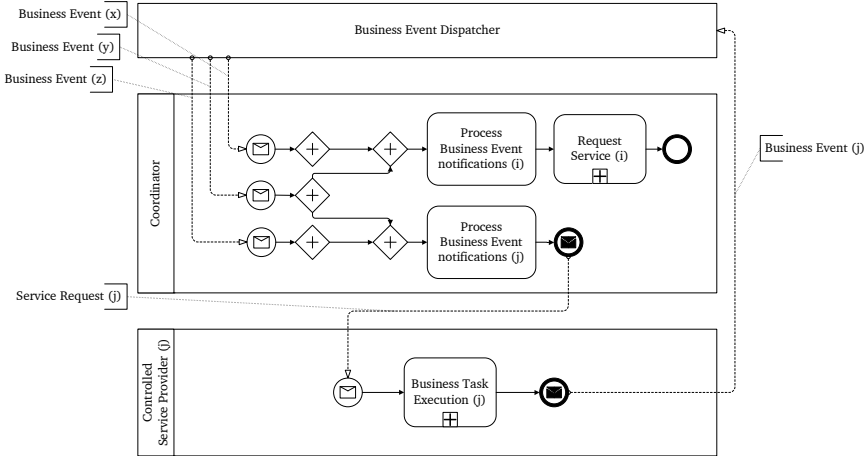 Business Event (x)
Business Event (y)
Business Event (z)
Business Event Dispatcher
Coordinator
Process
Business Event
notifications (i)
Request
Service (i)
Business Event (j)
Process
Business Event
notifications (j)
Service Request (j)
Controlled
Service Provider (j)
Business Task
Execution (j)